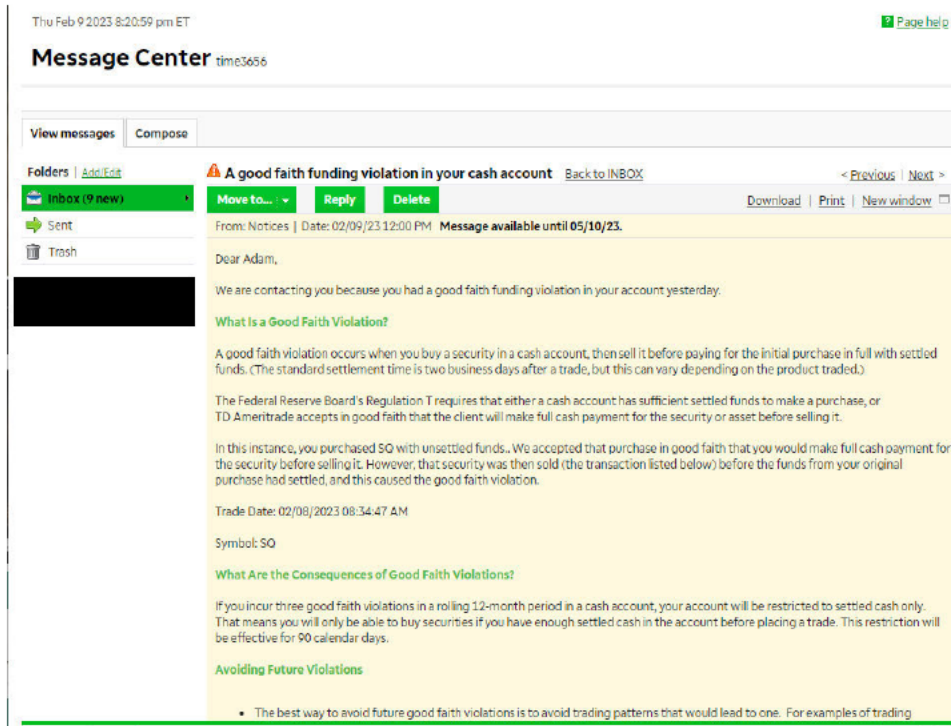 Thu Feb 9 2023 8:20:59 pm ET
? Page help
Message Center time3656
View messages Compose
Folders | Add/Edit
Inbox (9 new)
Sent
Trash
A good faith funding violation in your cash account Back to INBOX
< Previous | Next >
Move to... Reply Delete
Download | Print | New window
From: Notices | Date: 02/09/23 12:00 PM Message available until 05/10/23.
Dear Adam,
We are contacting you because you had a good faith funding violation in your account yesterday.
What Is a Good Faith Violation?
A good faith violation occurs when you buy a security in a cash account, then sell it before paying for the initial purchase in full with settled
funds. (The standard settlement time is two business days after a trade, but this can vary depending on the product traded.)
The Federal Reserve Board's Regulation T requires that either a cash account has sufficient settled funds to make a purchase, or
TD Ameritrade accepts in good faith that the client will make full cash payment for the security or asset before selling it.
In this instance, you purchased SQ with unsettled funds.. We accepted that purchase in good faith that you would make full cash payment for
the security before selling it. However, that security was then sold (the transaction listed below) before the funds from your original
purchase had settled, and this caused the good faith violation.
Trade Date: 02/08/2023 08:34:47 AM
Symbol: SQ
What Are the Consequences of Good Faith Violations?
If you incur three good faith violations in a rolling 12-month period in a cash account, your account will be restricted to settled cash only.
That means you will only be able to buy securities if you have enough settled cash in the account before placing a trade. This restriction will
be effective for 90 calendar days.
Avoiding Future Violations
• The best way to avoid future good faith violations is to avoid trading patterns that would lead to one. For examples of trading